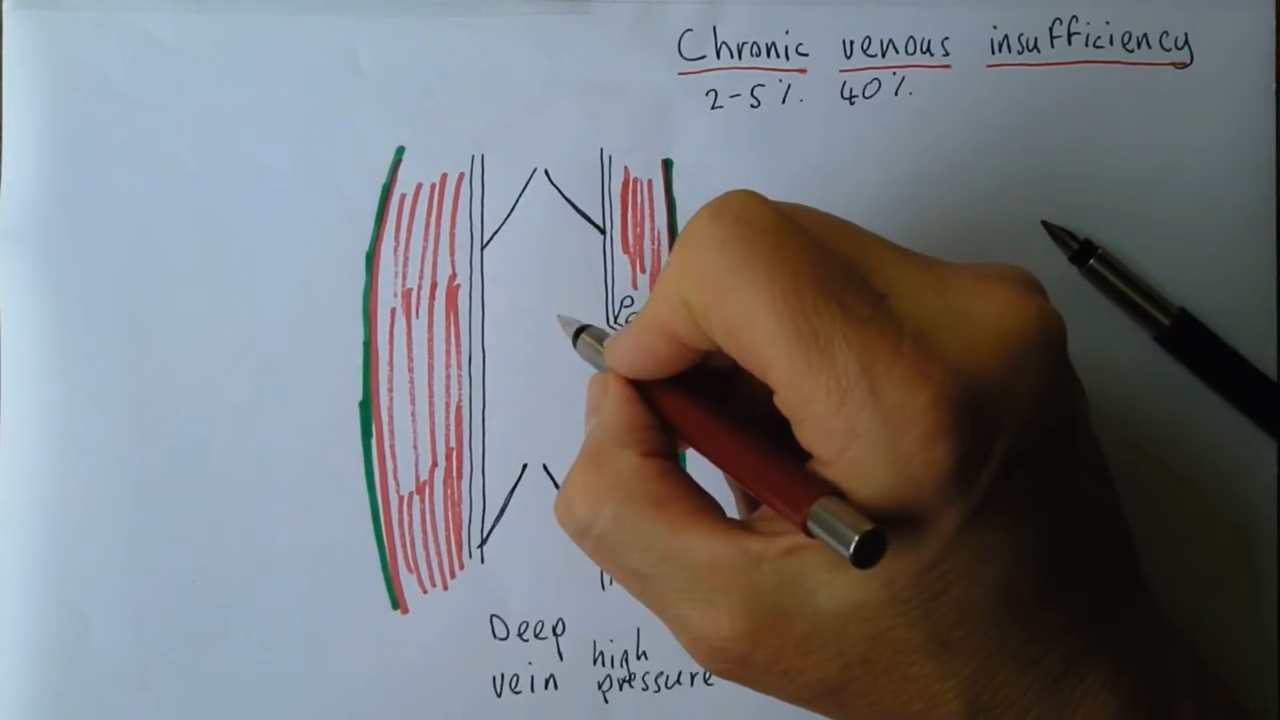 Chronic venous insufficiency
2-5% 40%
Deep
vein high
pressure